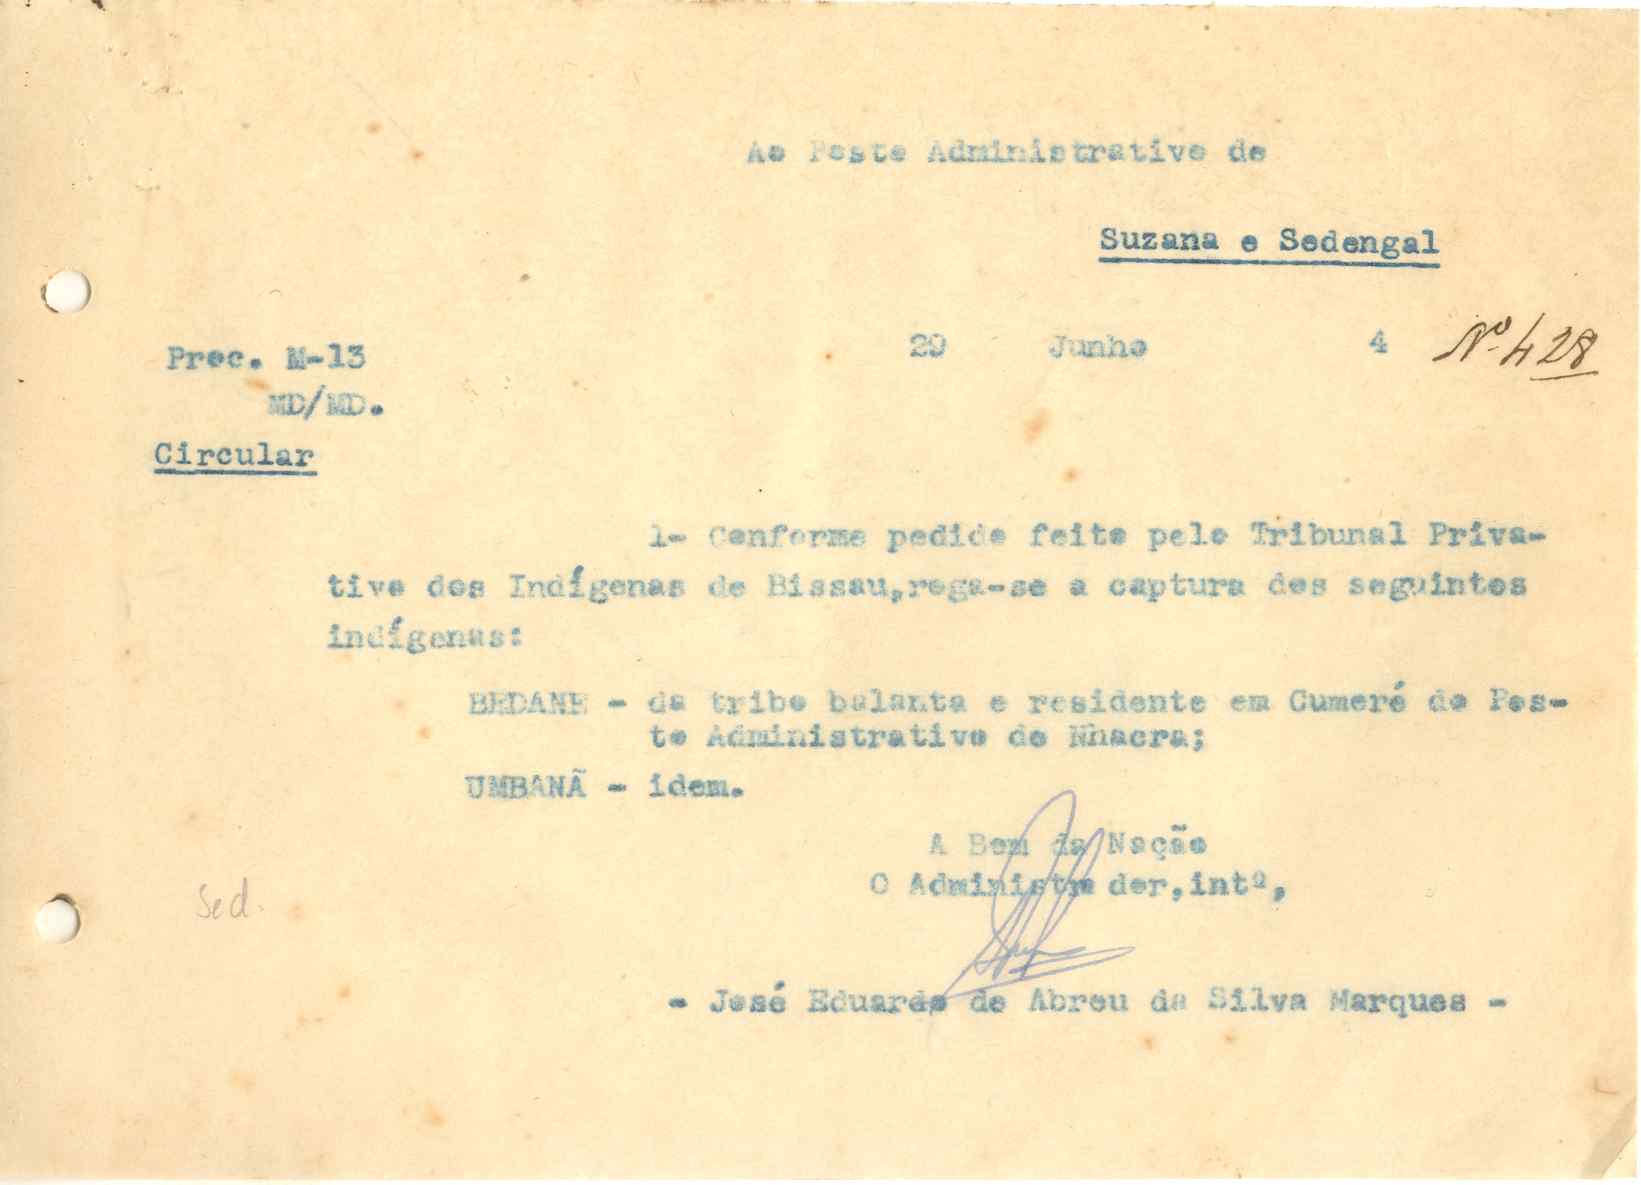 Ao Posto Administrativo de
Suzana e Sedengal
Proc. M-13
29 Junho 4 Nº 428
MD/MD.
Circular
1- Conforme pedido feito pelo Tribunal Priva-
tivo dos Indígenas de Bissau,roga-se a captura dos seguintes
indígenas:
BEDANE - da tribo balanta e residente em Cumeré do Pos-
to Administrativo de Nhacra;
UMBANÃ - idem.
A Bem da Nação
O Administra dor,intº,
Sed.
- José Eduardo de Abreu da Silva Marques -